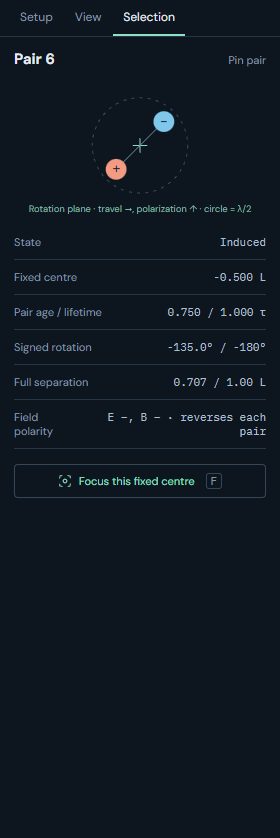 Setup View Selection
Pair 6 Pin pair
−
+
Rotation plane · travel →, polarization ↑ · circle = λ/2
State Induced
Fixed centre -0.500 L
Pair age / lifetime 0.750 / 1.000 τ
Signed rotation -135.0° / -180°
Full separation 0.707 / 1.00 L
Field polarity E −, B − · reverses each pair
Focus this fixed centre F